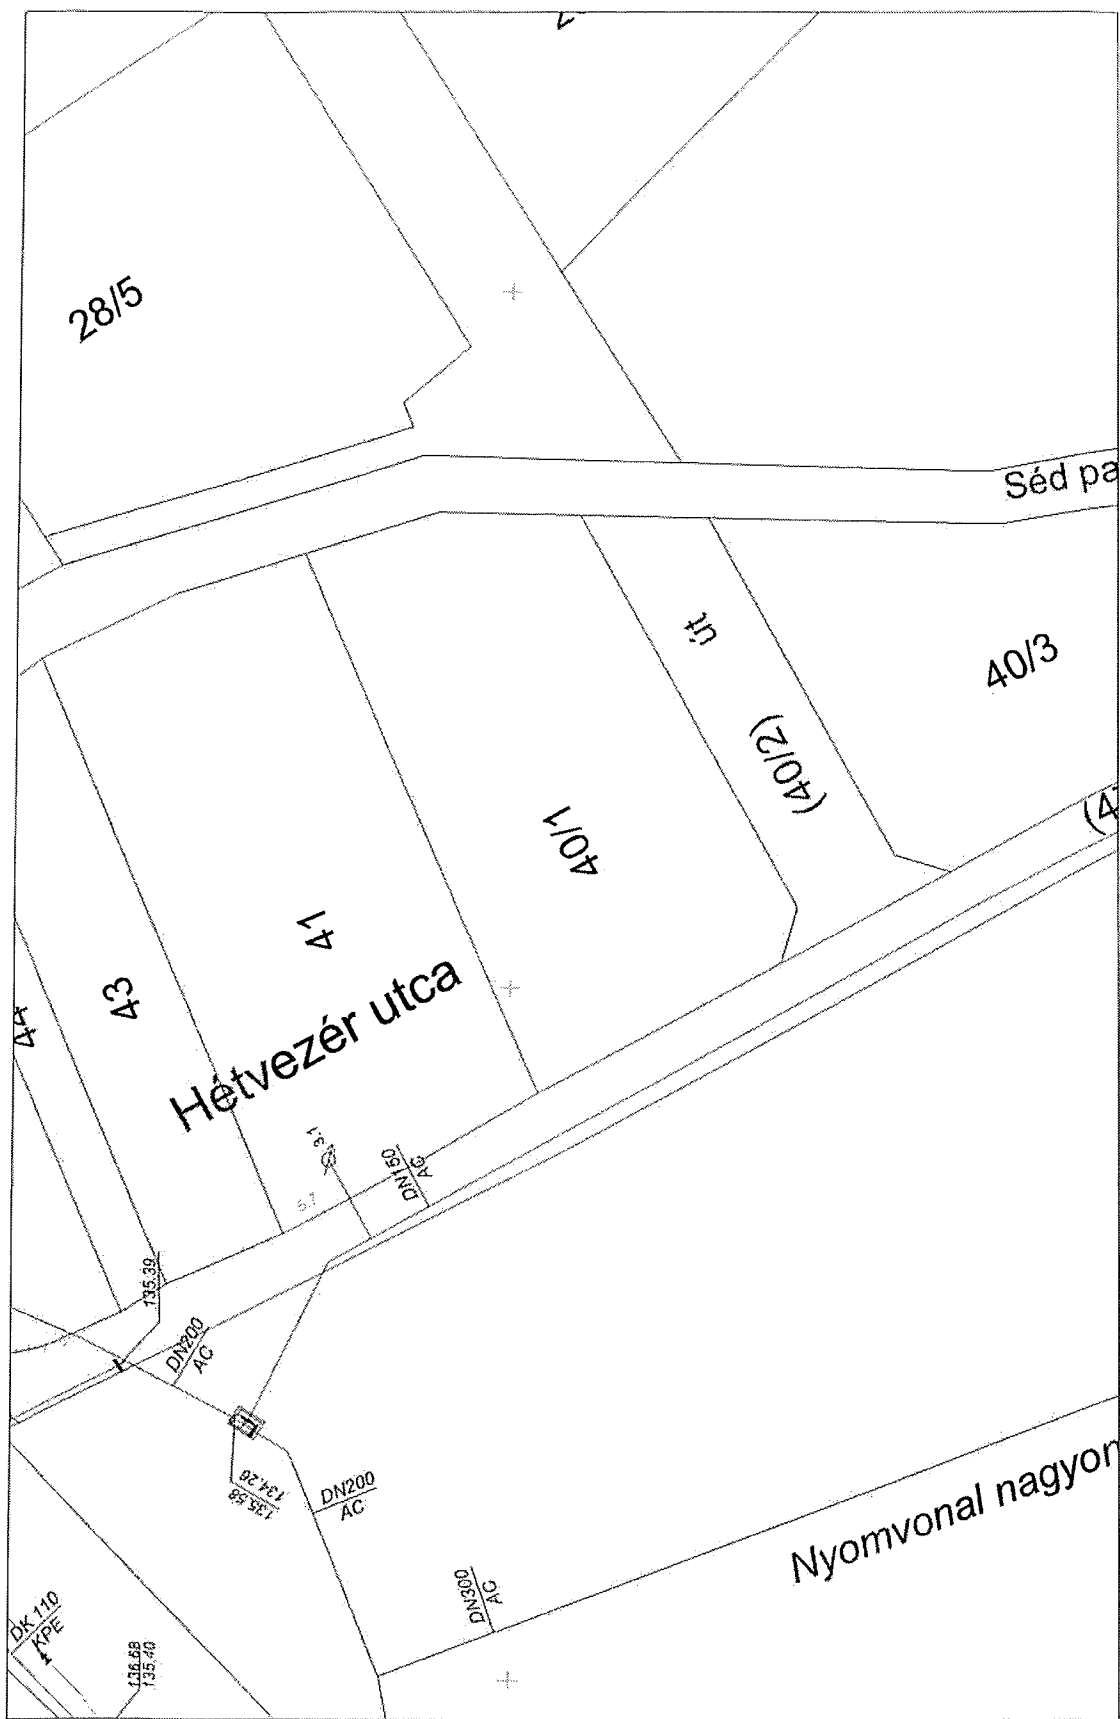 28/5
Séd pa
út
40/3
(40/2)
(4
40/1
41
43
44
Hétvezér utca
3.1
DN150
AC
5.7
135.39
DN200
AC
135.58
134.26
DN200
AC
Nyomvonal nagyon
DN300
AC
DK 110
KPE
136.68
135.40